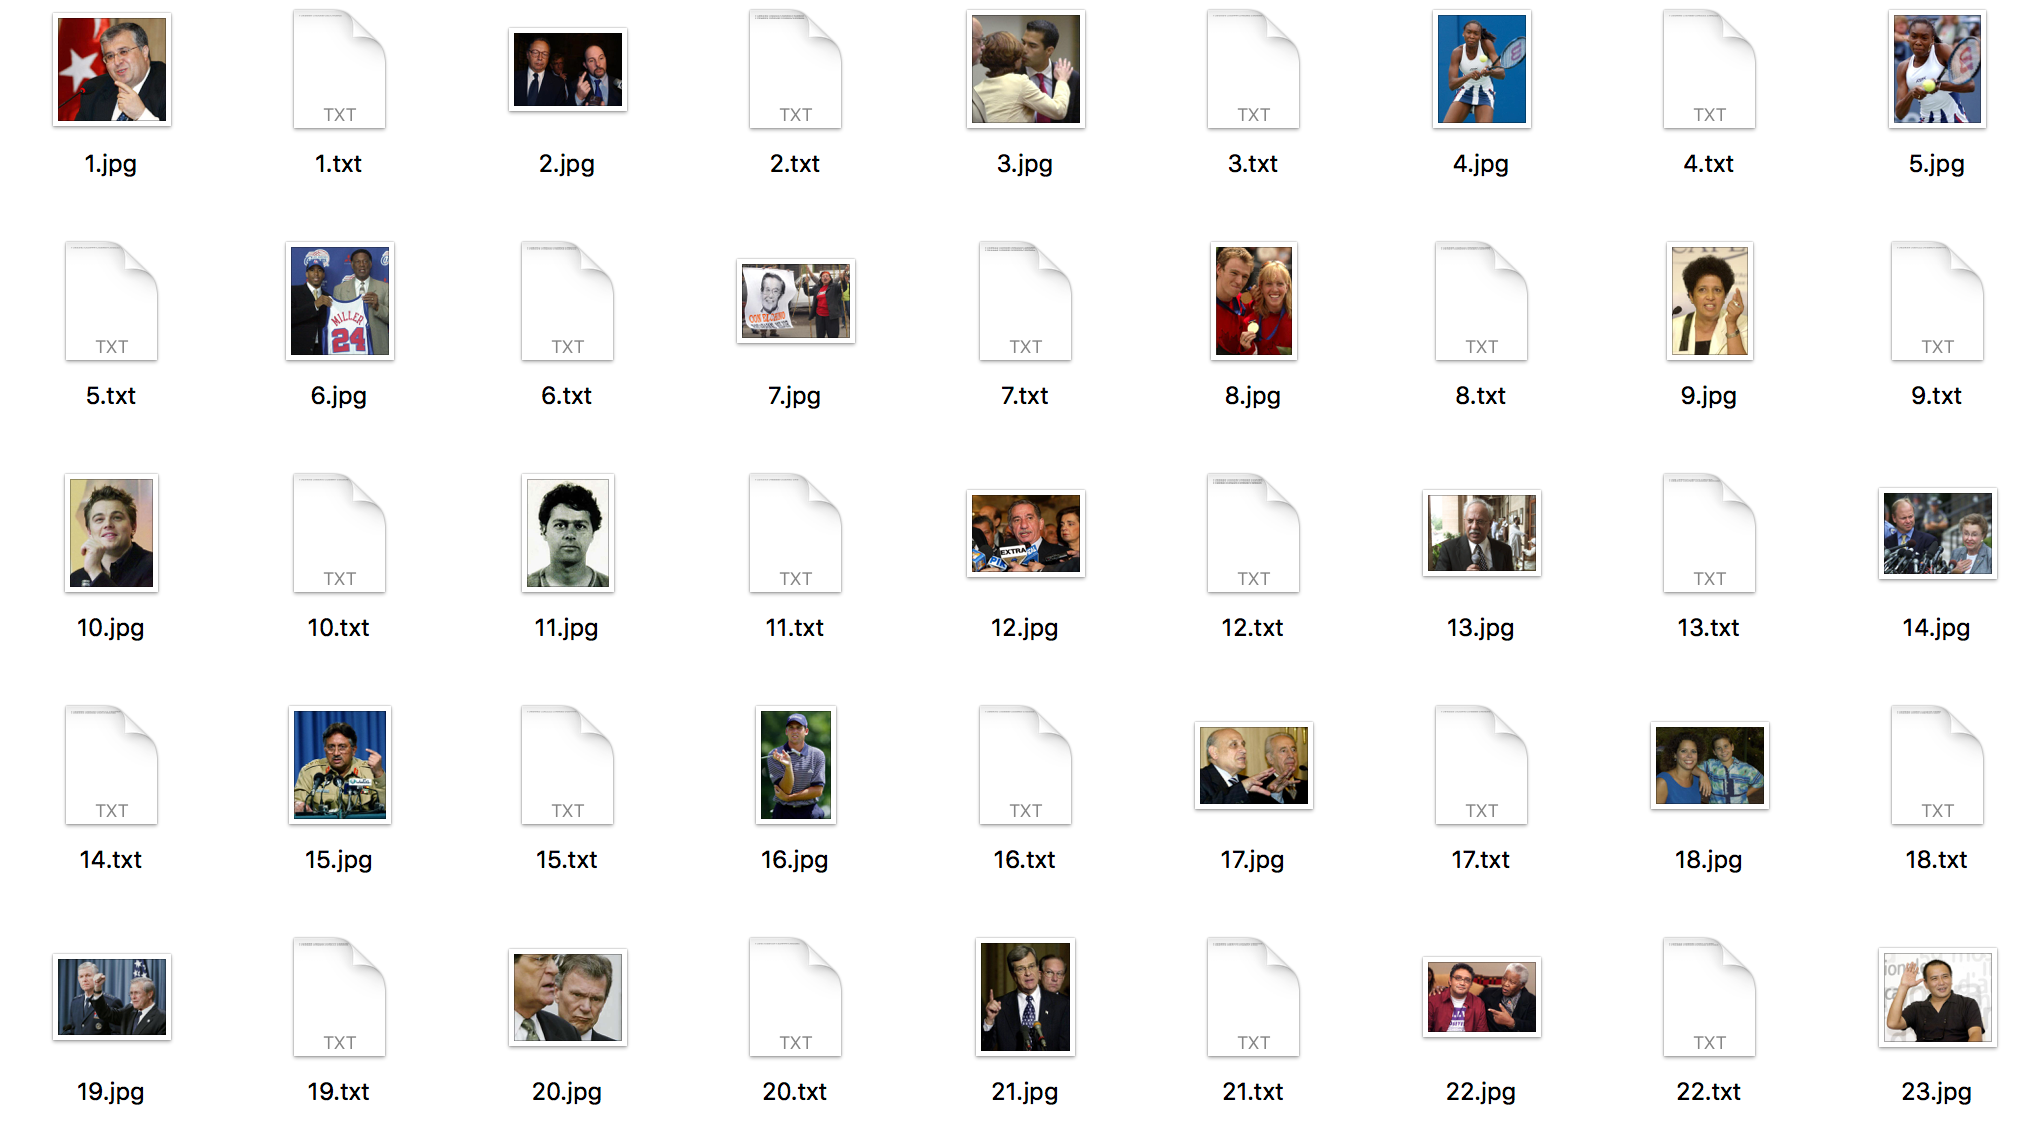 TXT
TXT
TXT
TXT
1.jpg 1.txt 2.jpg 2.txt 3.jpg 3.txt 4.jpg 4.txt 5.jpg
MILLER
24
TXT
TXT
TXT
TXT
TXT
5.txt 6.jpg 6.txt 7.jpg 7.txt 8.jpg 8.txt 9.jpg 9.txt
EXTRA
TXT
TXT
TXT
TXT
10.jpg 10.txt 11.jpg 11.txt 12.jpg 12.txt 13.jpg 13.txt 14.jpg
TXT
TXT
TXT
TXT
TXT
14.txt 15.jpg 15.txt 16.jpg 16.txt 17.jpg 17.txt 18.jpg 18.txt
TXT
TXT
TXT
TXT
19.jpg 19.txt 20.jpg 20.txt 21.jpg 21.txt 22.jpg 22.txt 23.jpg